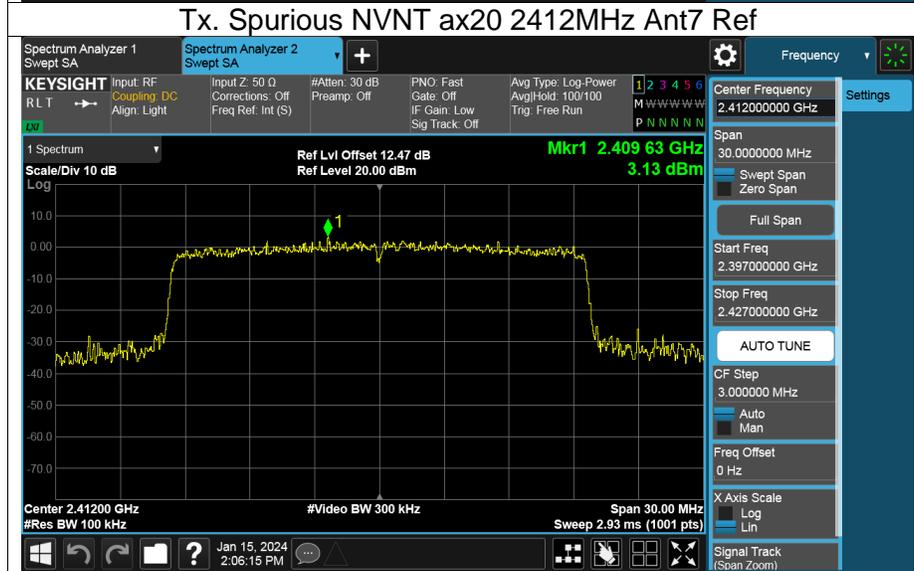 Tx. Spurious NVNT ax20 2412MHz Ant7 Ref
Spectrum Analyzer 1
Swept SA
Spectrum Analyzer 2
Swept SA
+
Frequency
KEYSIGHT
RLT
LXI
Input: RF
Coupling: DC
Align: Light
Input Z: 50 Ω
Corrections: Off
Freq Ref: Int (S)
#Atten: 30 dB
Preamp: Off
PNO: Fast
Gate: Off
IF Gain: Low
Sig Track: Off
Avg Type: Log-Power
Avg|Hold: 100/100
Trig: Free Run
1 2 3 4 5 6
M W W W W W
P N N N N N
1 Spectrum
Scale/Div 10 dB
Log
Ref Lvl Offset 12.47 dB
Ref Level 20.00 dBm
Mkr1 2.409 63 GHz
3.13 dBm
1
10.0
0.00
-10.0
-20.0
-30.0
-40.0
-50.0
-60.0
-70.0
Center 2.41200 GHz
#Res BW 100 kHz
#Video BW 300 kHz
Span 30.00 MHz
Sweep 2.93 ms (1001 pts)
Jan 15, 2024
2:06:15 PM
?
Center Frequency
2.412000000 GHz
Settings
Span
30.0000000 MHz
Swept Span
Zero Span
Full Span
Start Freq
2.397000000 GHz
Stop Freq
2.427000000 GHz
AUTO TUNE
CF Step
3.000000 MHz
Auto
Man
Freq Offset
0 Hz
X Axis Scale
Log
Lin
Signal Track
(Span Zoom)